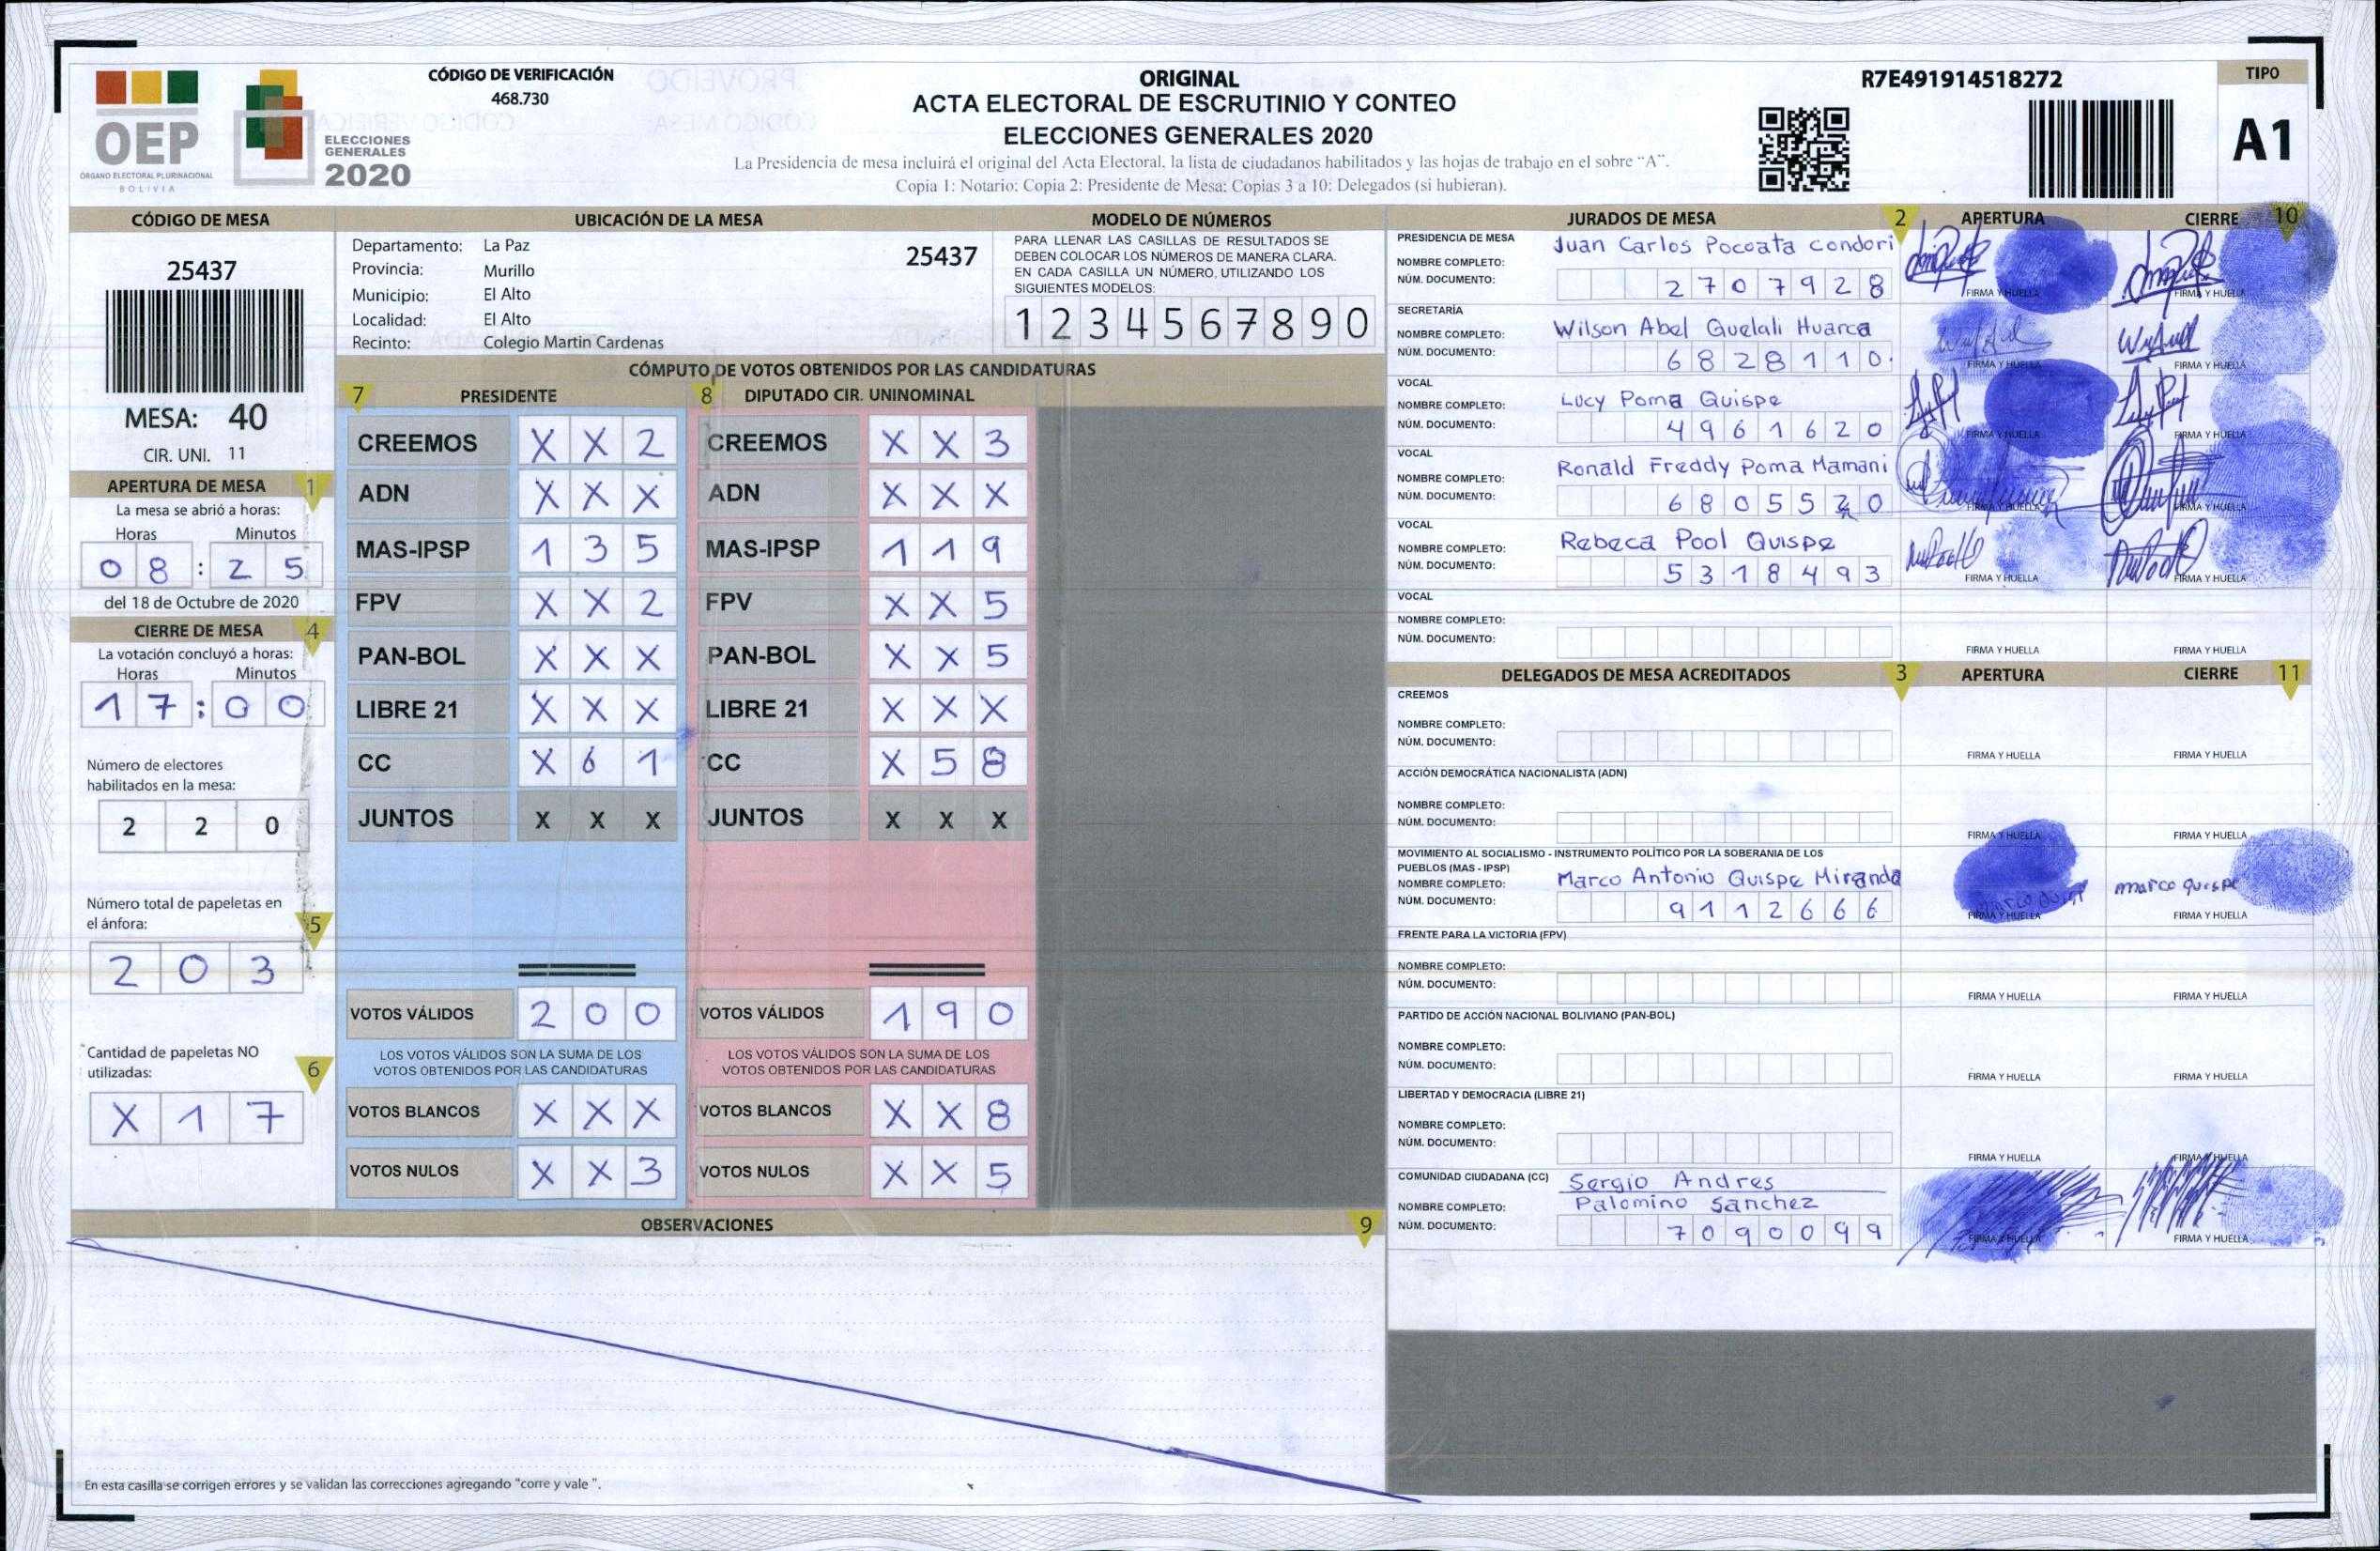 CÓDIGO DE VERIFICACIÓN
468.730
OEP
ÓRGANO ELECTORAL PLURINACIONAL
BOLIVIA
ELECCIONES
GENERALES
2020
ORIGINAL
ACTA ELECTORAL DE ESCRUTINIO Y CONTEO
ELECCIONES GENERALES 2020
La Presidencia de mesa incluirá el original del Acta Electoral, la lista de ciudadanos habilitados y las hojas de trabajo en el sobre "A".
Copia 1: Notario; Copia 2: Presidente de Mesa; Copias 3 a 10: Delegados (si hubieran).
R7E491914518272
TIPO
A1
CÓDIGO DE MESA
25437
MESA: 40
CIR. UNI. 11
APERTURA DE MESA 1
La mesa se abrió a horas:
Horas Minutos
08:25
del 18 de Octubre de 2020
CIERRE DE MESA 4
La votación concluyó a horas:
Horas Minutos
17:00
Número de electores
habilitados en la mesa:
2 2 0
Número total de papeletas en
el ánfora: 5
2 0 3
Cantidad de papeletas NO
utilizadas: 6
X 1 7
UBICACIÓN DE LA MESA
Departamento: La Paz 25437
Provincia: Murillo
Municipio: El Alto
Localidad: El Alto
Recinto: Colegio Martin Cardenas
MODELO DE NÚMEROS
PARA LLENAR LAS CASILLAS DE RESULTADOS SE
DEBEN COLOCAR LOS NÚMEROS DE MANERA CLARA.
EN CADA CASILLA UN NÚMERO, UTILIZANDO LOS
SIGUIENTES MODELOS:
1 2 3 4 5 6 7 8 9 0
CÓMPUTO DE VOTOS OBTENIDOS POR LAS CANDIDATURAS
7 PRESIDENTE 8 DIPUTADO CIR. UNINOMINAL
CREEMOS X X 2 CREEMOS X X 3
ADN X X X ADN X X X
MAS-IPSP 1 3 5 MAS-IPSP 1 1 9
FPV X X 2 FPV X X 5
PAN-BOL X X X PAN-BOL X X 5
LIBRE 21 X X X LIBRE 21 X X X
CC X 6 1 CC X 5 8
JUNTOS X X X JUNTOS X X X
VOTOS VÁLIDOS 2 0 0 VOTOS VÁLIDOS 1 9 0
LOS VOTOS VÁLIDOS SON LA SUMA DE LOS LOS VOTOS VÁLIDOS SON LA SUMA DE LOS
VOTOS OBTENIDOS POR LAS CANDIDATURAS VOTOS OBTENIDOS POR LAS CANDIDATURAS
VOTOS BLANCOS X X X VOTOS BLANCOS X X 8
VOTOS NULOS X X 3 VOTOS NULOS X X 5
OBSERVACIONES 9
En esta casilla se corrigen errores y se validan las correcciones agregando "corre y vale ".
JURADOS DE MESA 2 APERTURA CIERRE 10
PRESIDENCIA DE MESA
NOMBRE COMPLETO: Juan Carlos Pocoata Condori
NÚM. DOCUMENTO: 2707928 FIRMA Y HUELLA FIRMA Y HUELLA
SECRETARÍA
NOMBRE COMPLETO: Wilson Abel Quelali Huarca
NÚM. DOCUMENTO: 6828110 FIRMA Y HUELLA FIRMA Y HUELLA
VOCAL
NOMBRE COMPLETO: Lucy Poma Quispe
NÚM. DOCUMENTO: 4961620 FIRMA Y HUELLA FIRMA Y HUELLA
VOCAL
NOMBRE COMPLETO: Ronald Freddy Poma Mamani
NÚM. DOCUMENTO: 6805520 FIRMA Y HUELLA FIRMA Y HUELLA
VOCAL
NOMBRE COMPLETO: Rebeca Pool Quispe
NÚM. DOCUMENTO: 5318493 FIRMA Y HUELLA FIRMA Y HUELLA
VOCAL
NOMBRE COMPLETO:
NÚM. DOCUMENTO: FIRMA Y HUELLA FIRMA Y HUELLA
DELEGADOS DE MESA ACREDITADOS 3 APERTURA CIERRE 11
CREEMOS
NOMBRE COMPLETO:
NÚM. DOCUMENTO: FIRMA Y HUELLA FIRMA Y HUELLA
ACCIÓN DEMOCRÁTICA NACIONALISTA (ADN)
NOMBRE COMPLETO:
NÚM. DOCUMENTO: FIRMA Y HUELLA FIRMA Y HUELLA
MOVIMIENTO AL SOCIALISMO - INSTRUMENTO POLÍTICO POR LA SOBERANIA DE LOS
PUEBLOS (MAS - IPSP)
NOMBRE COMPLETO: Marco Antonio Quispe Miranda marco quispe
NÚM. DOCUMENTO: 9112666 FIRMA Y HUELLA FIRMA Y HUELLA
FRENTE PARA LA VICTORIA (FPV)
NOMBRE COMPLETO:
NÚM. DOCUMENTO: FIRMA Y HUELLA FIRMA Y HUELLA
PARTIDO DE ACCIÓN NACIONAL BOLIVIANO (PAN-BOL)
NOMBRE COMPLETO:
NÚM. DOCUMENTO: FIRMA Y HUELLA FIRMA Y HUELLA
LIBERTAD Y DEMOCRACIA (LIBRE 21)
NOMBRE COMPLETO:
NÚM. DOCUMENTO: FIRMA Y HUELLA FIRMA Y HUELLA
COMUNIDAD CIUDADANA (CC) Sergio Andres
NOMBRE COMPLETO: Palomino Sanchez
NÚM. DOCUMENTO: 7090099 FIRMA Y HUELLA FIRMA Y HUELLA